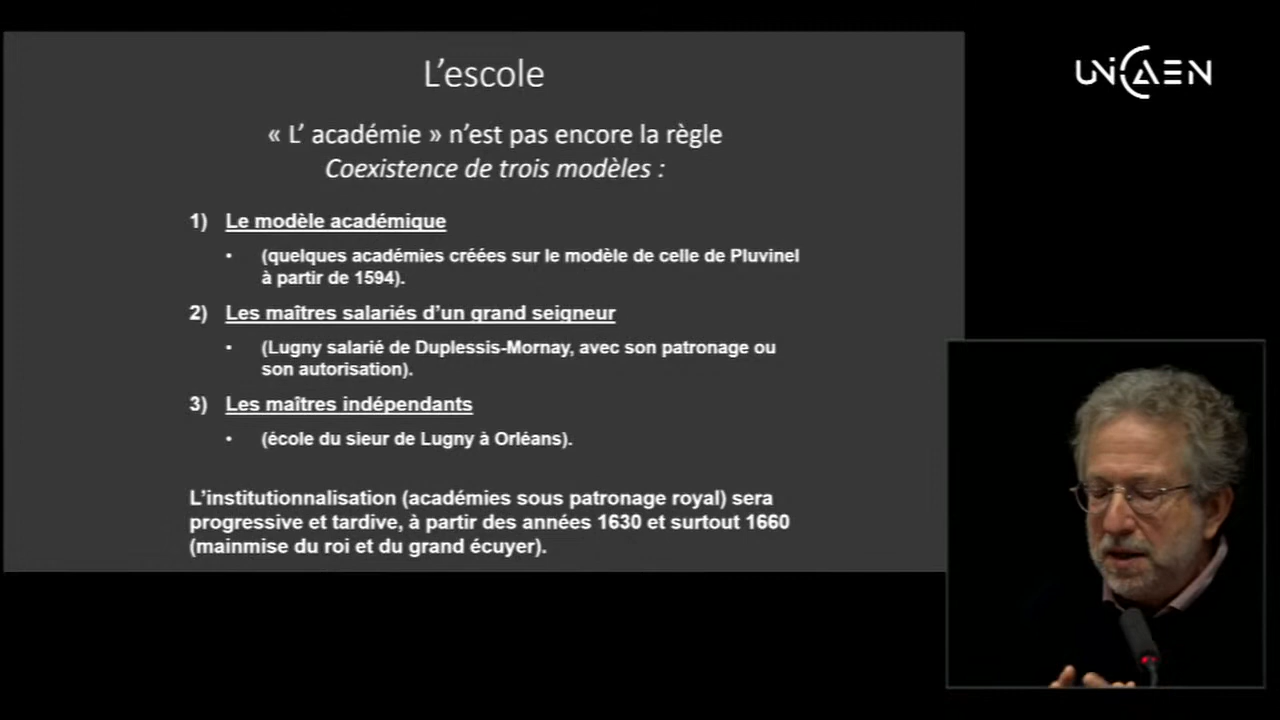 L'escole
UNICAEN
« L' académie » n'est pas encore la règle
Coexistence de trois modèles :
1) Le modèle académique
• (quelques académies créées sur le modèle de celle de Pluvinel
à partir de 1594).
2) Les maîtres salariés d'un grand seigneur
• (Lugny salarié de Duplessis-Mornay, avec son patronage ou
son autorisation).
3) Les maîtres indépendants
• (école du sieur de Lugny à Orléans).
L'institutionnalisation (académies sous patronage royal) sera
progressive et tardive, à partir des années 1630 et surtout 1660
(mainmise du roi et du grand écuyer).